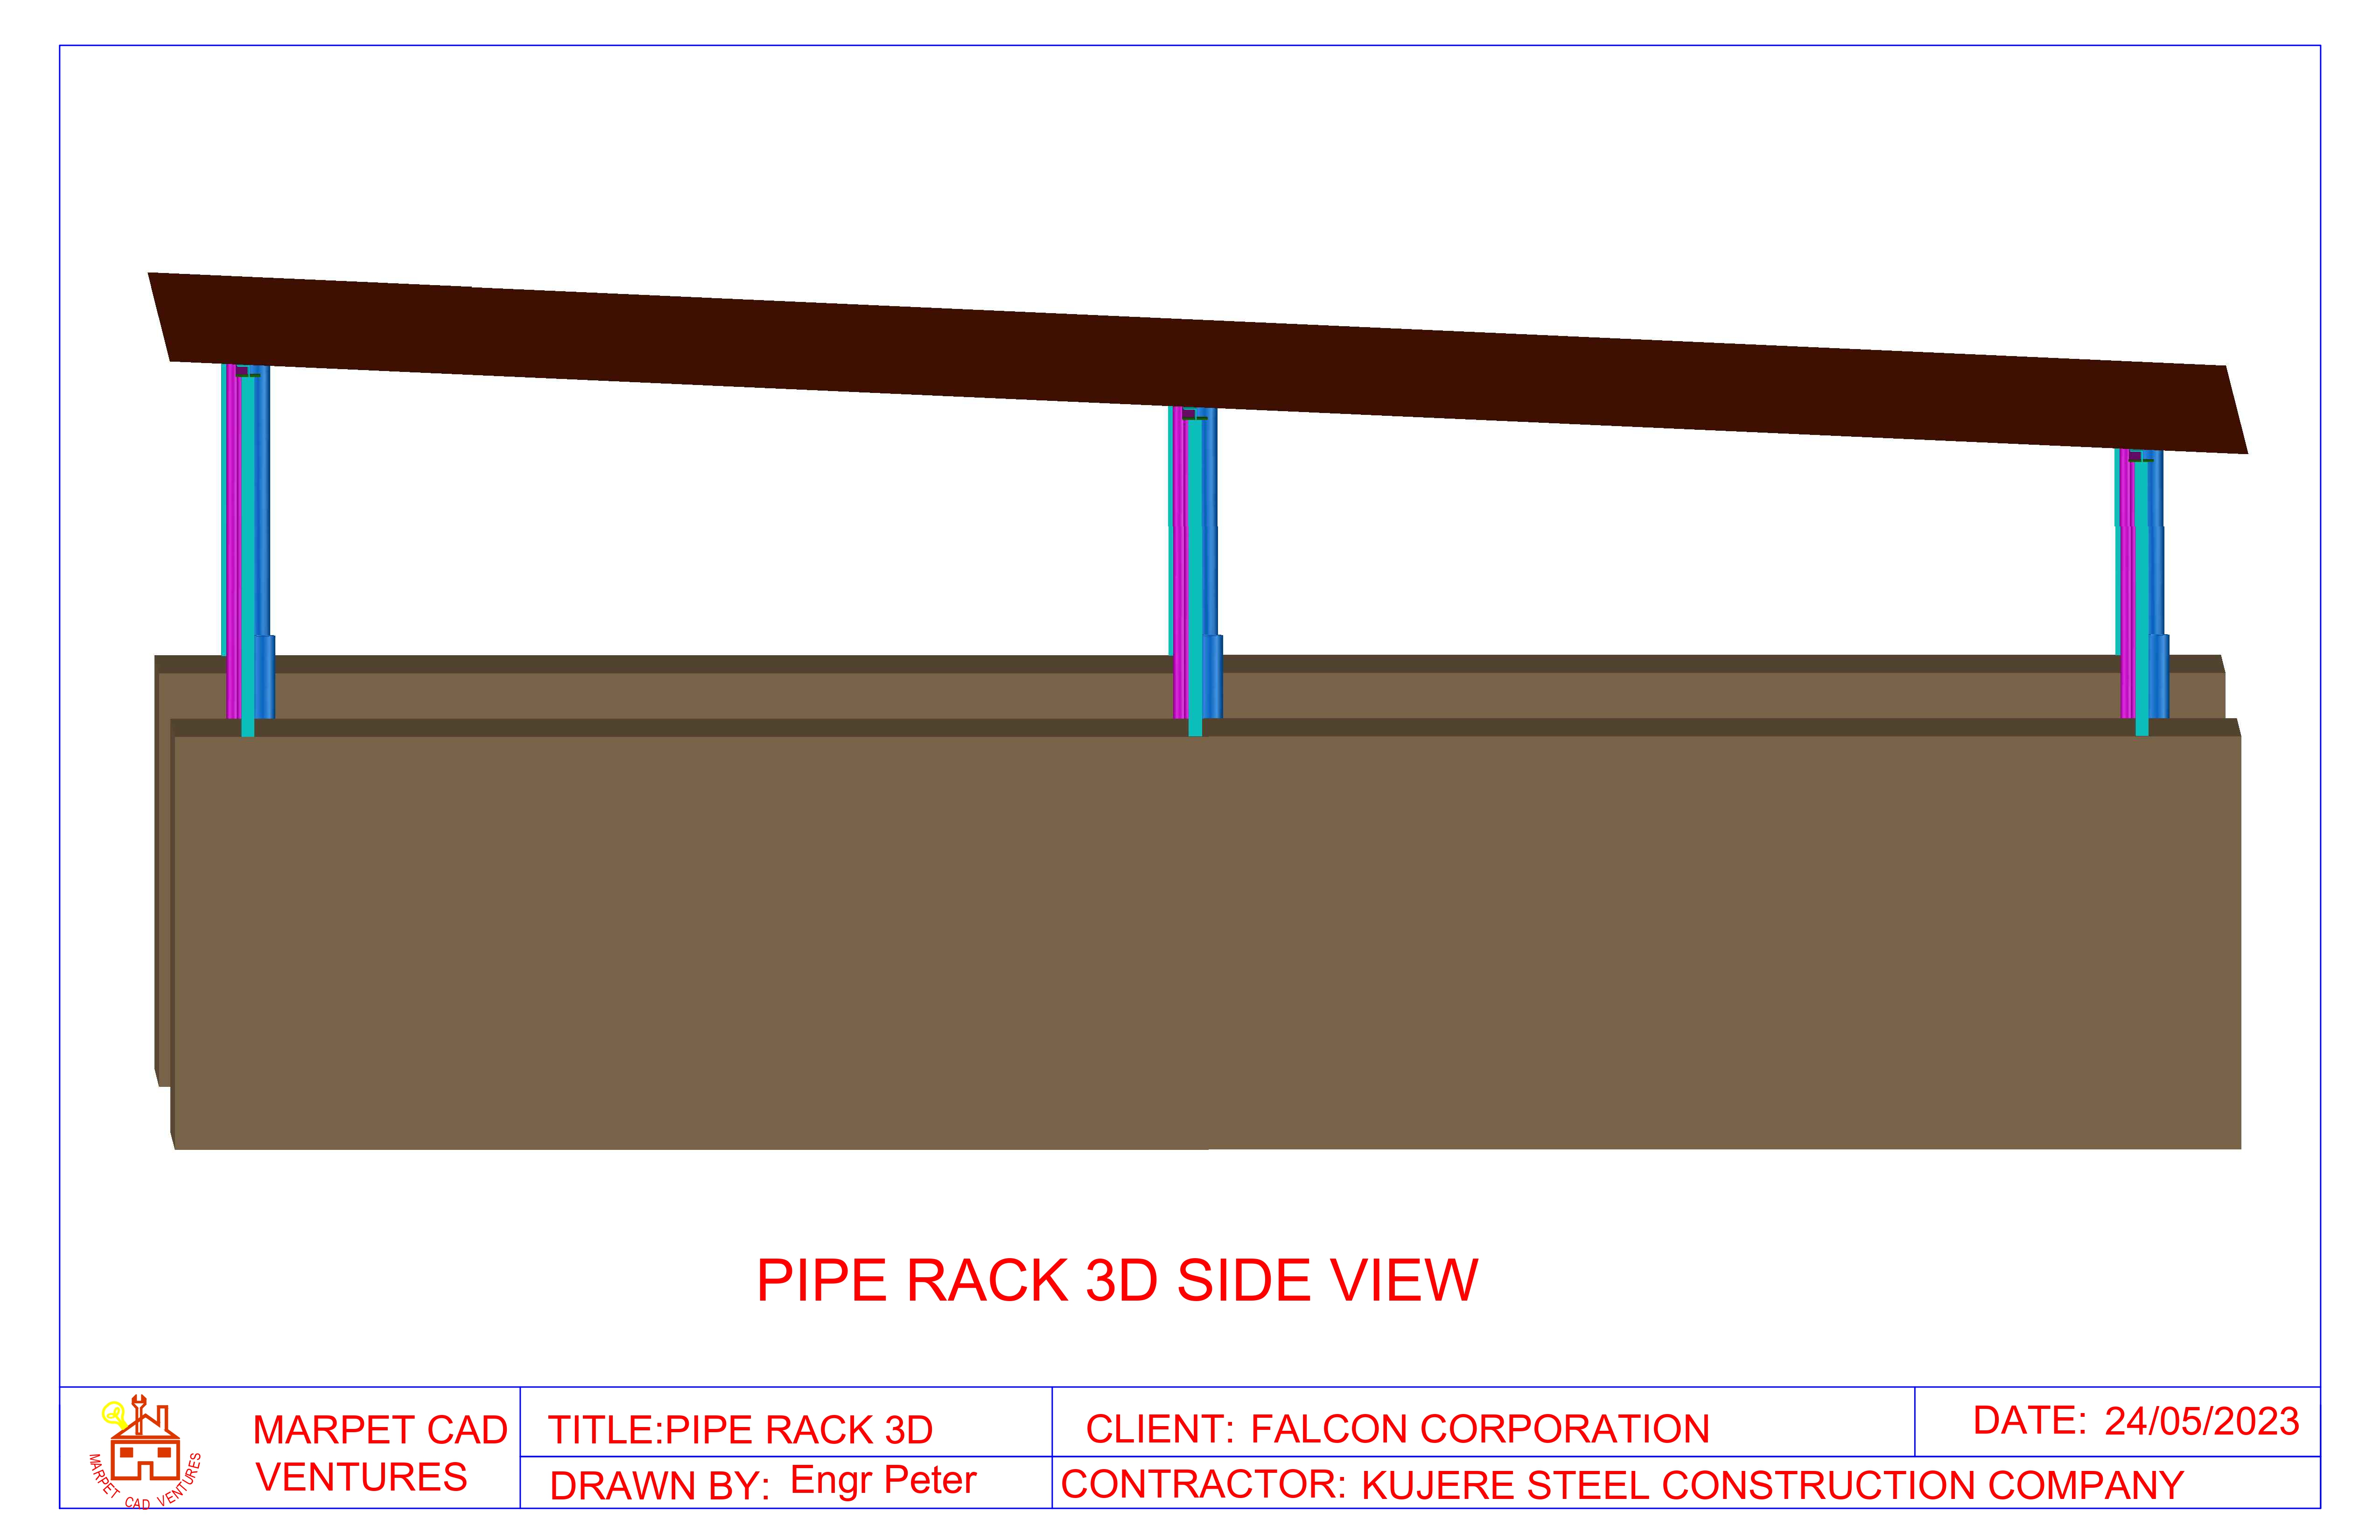 PIPE RACK 3D SIDE VIEW
MARPET CAD VENTURES
MARPET CAD
VENTURES
TITLE:PIPE RACK 3D
DRAWN BY: Engr Peter
CLIENT: FALCON CORPORATION
CONTRACTOR: KUJERE STEEL CONSTRUCTION COMPANY
DATE: 24/05/2023